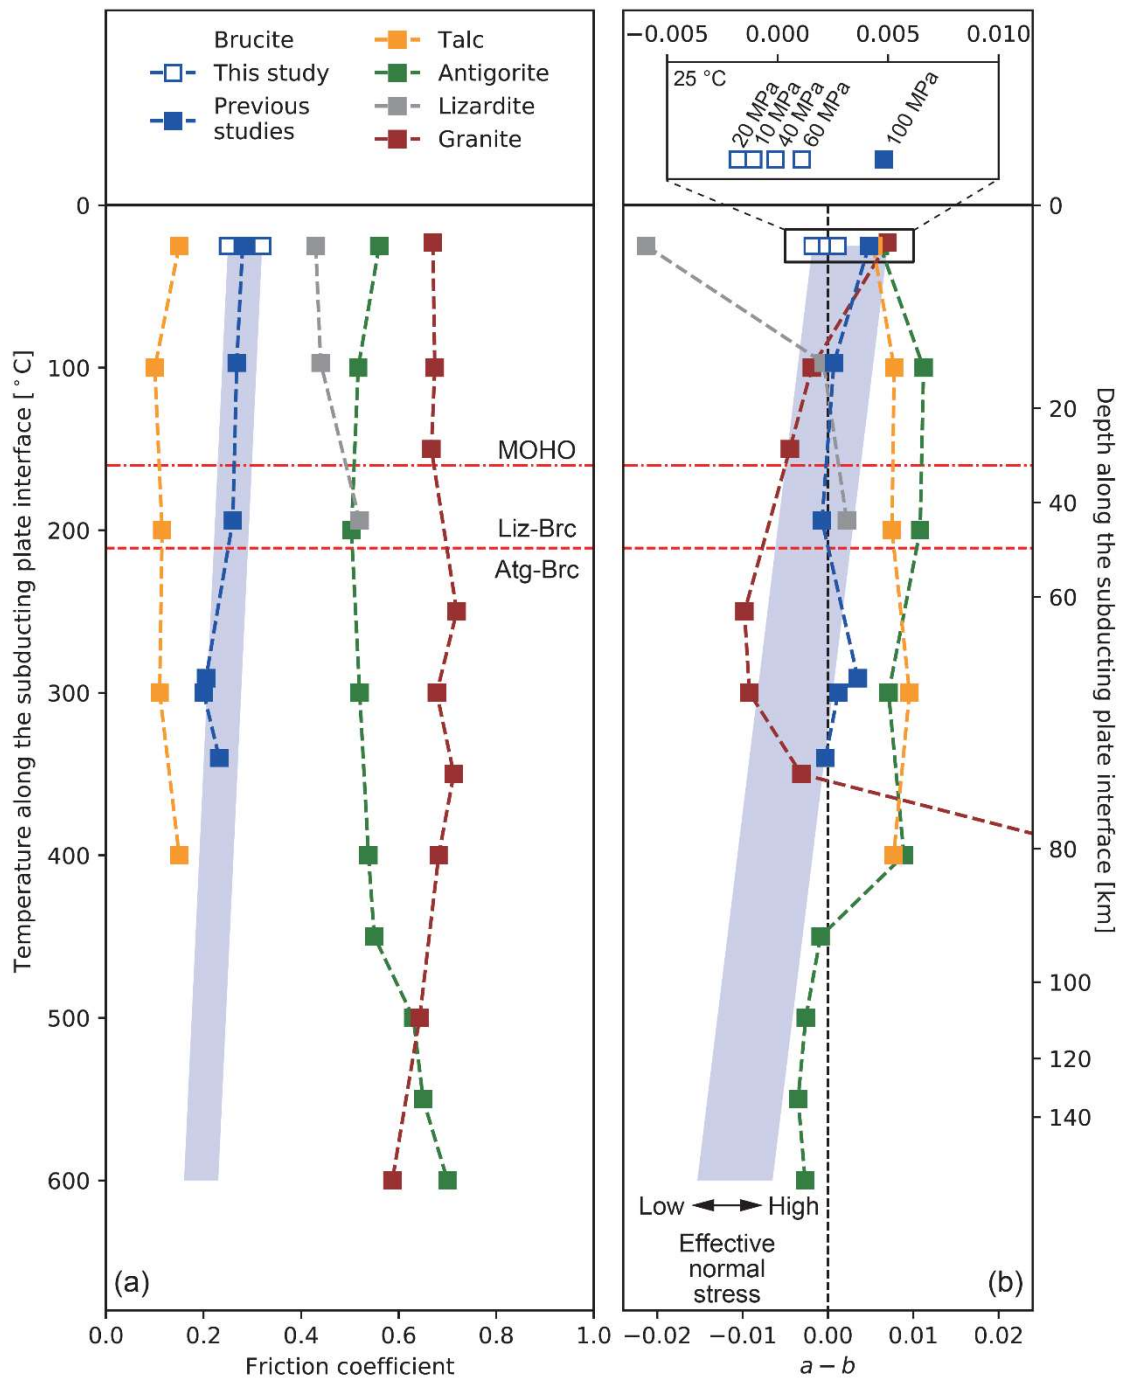 Brucite
This study
Previous
studies
Talc
Antigorite
Lizardite
Granite
−0.005 0.000 0.005 0.010
25 °C
20 MPa
10 MPa
40 MPa
60 MPa
100 MPa
Temperature along the subducting plate interface [°C]
0
100
200
300
400
500
600
MOHO
Liz-Brc
Atg-Brc
(a)
0.0 0.2 0.4 0.6 0.8 1.0
Friction coefficient
0
20
40
60
80
100
120
140
Depth along the subducting plate interface [km]
Low High
Effective
normal
stress
(b)
−0.02 −0.01 0.00 0.01 0.02
a − b